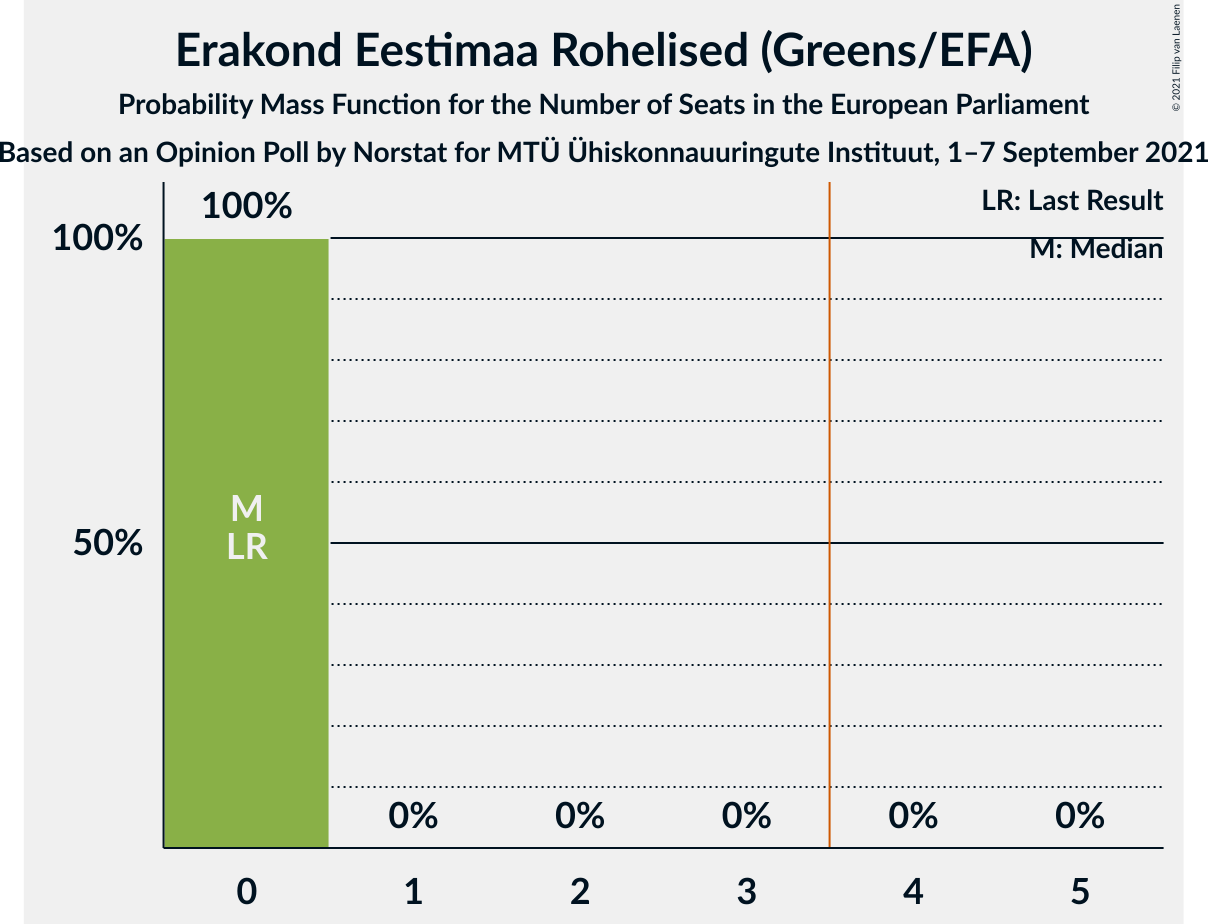 Erakond Eestimaa Rohelised (Greens/EFA)
Probability Mass Function for the Number of Seats in the European Parliament
Based on an Opinion Poll by Norstat for MTÜ Ühiskonnauuringute Instituut, 1–7 September 2021
© 2021 Filip van Laenen
LR: Last Result
M: Median
100%
100%
50%
M
LR
0% 0% 0% 0% 0%
0 1 2 3 4 5